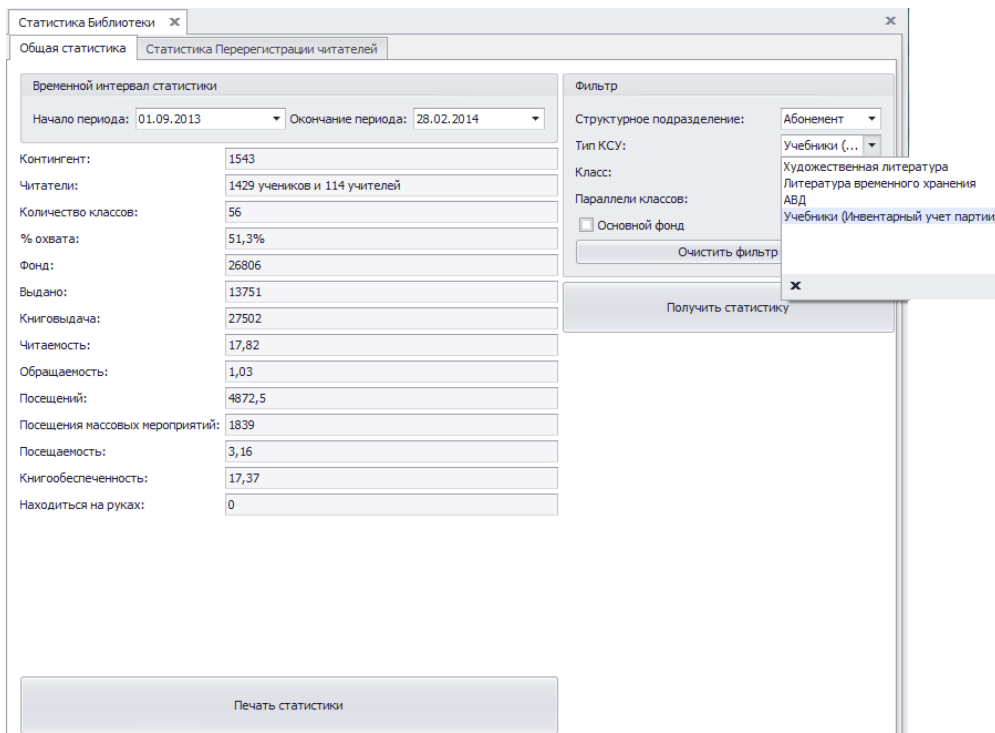 Статистика Библиотеки
Общая статистика
Статистика Перерегистрации читателей
Временной интервал статистики
Начало периода: 01.09.2013 Окончание периода: 28.02.2014
Контингент: 1543
Читатели: 1429 учеников и 114 учителей
Количество классов: 56
% охвата: 51,3%
Фонд: 26806
Выдано: 13751
Книговыдача: 27502
Читаемость: 17,82
Обращаемость: 1,03
Посещений: 4872,5
Посещения массовых мероприятий: 1839
Посещаемость: 3,16
Книгообеспеченность: 17,37
Находиться на руках: 0
Печать статистики
Фильтр
Структурное подразделение: Абонемент
Тип КСУ: Учебники (...
Класс:
Параллели классов:
Основной фонд
Очистить фильтр
Художественная литература
Литература временного хранения
АВД
Учебники (Инвентарный учет партии
Получить статистику